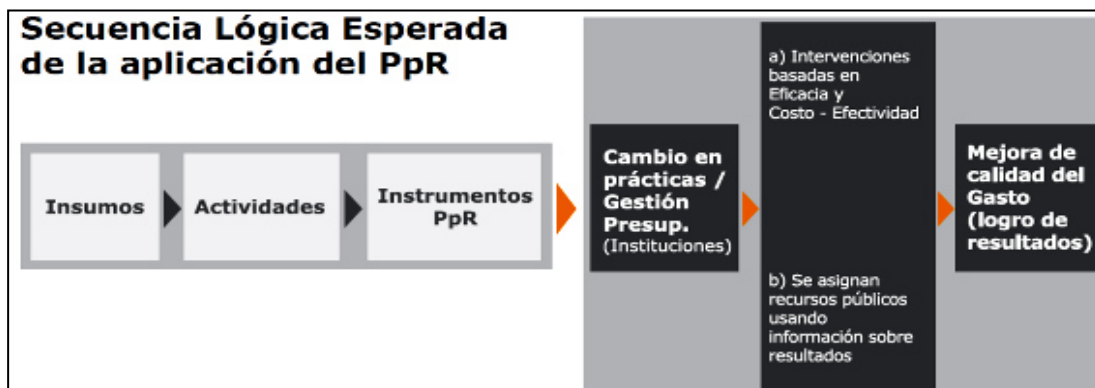 Secuencia Lógica Esperada
de la aplicación del PpR
Insumos
Actividades
Instrumentos
PpR
Cambio en
prácticas /
Gestión
Presup.
(Instituciones)
a) Intervenciones
basadas en
Eficacia y
Costo - Efectividad
b) Se asignan
recursos públicos
usando
información sobre
resultados
Mejora de
calidad del
Gasto
(logro de
resultados)